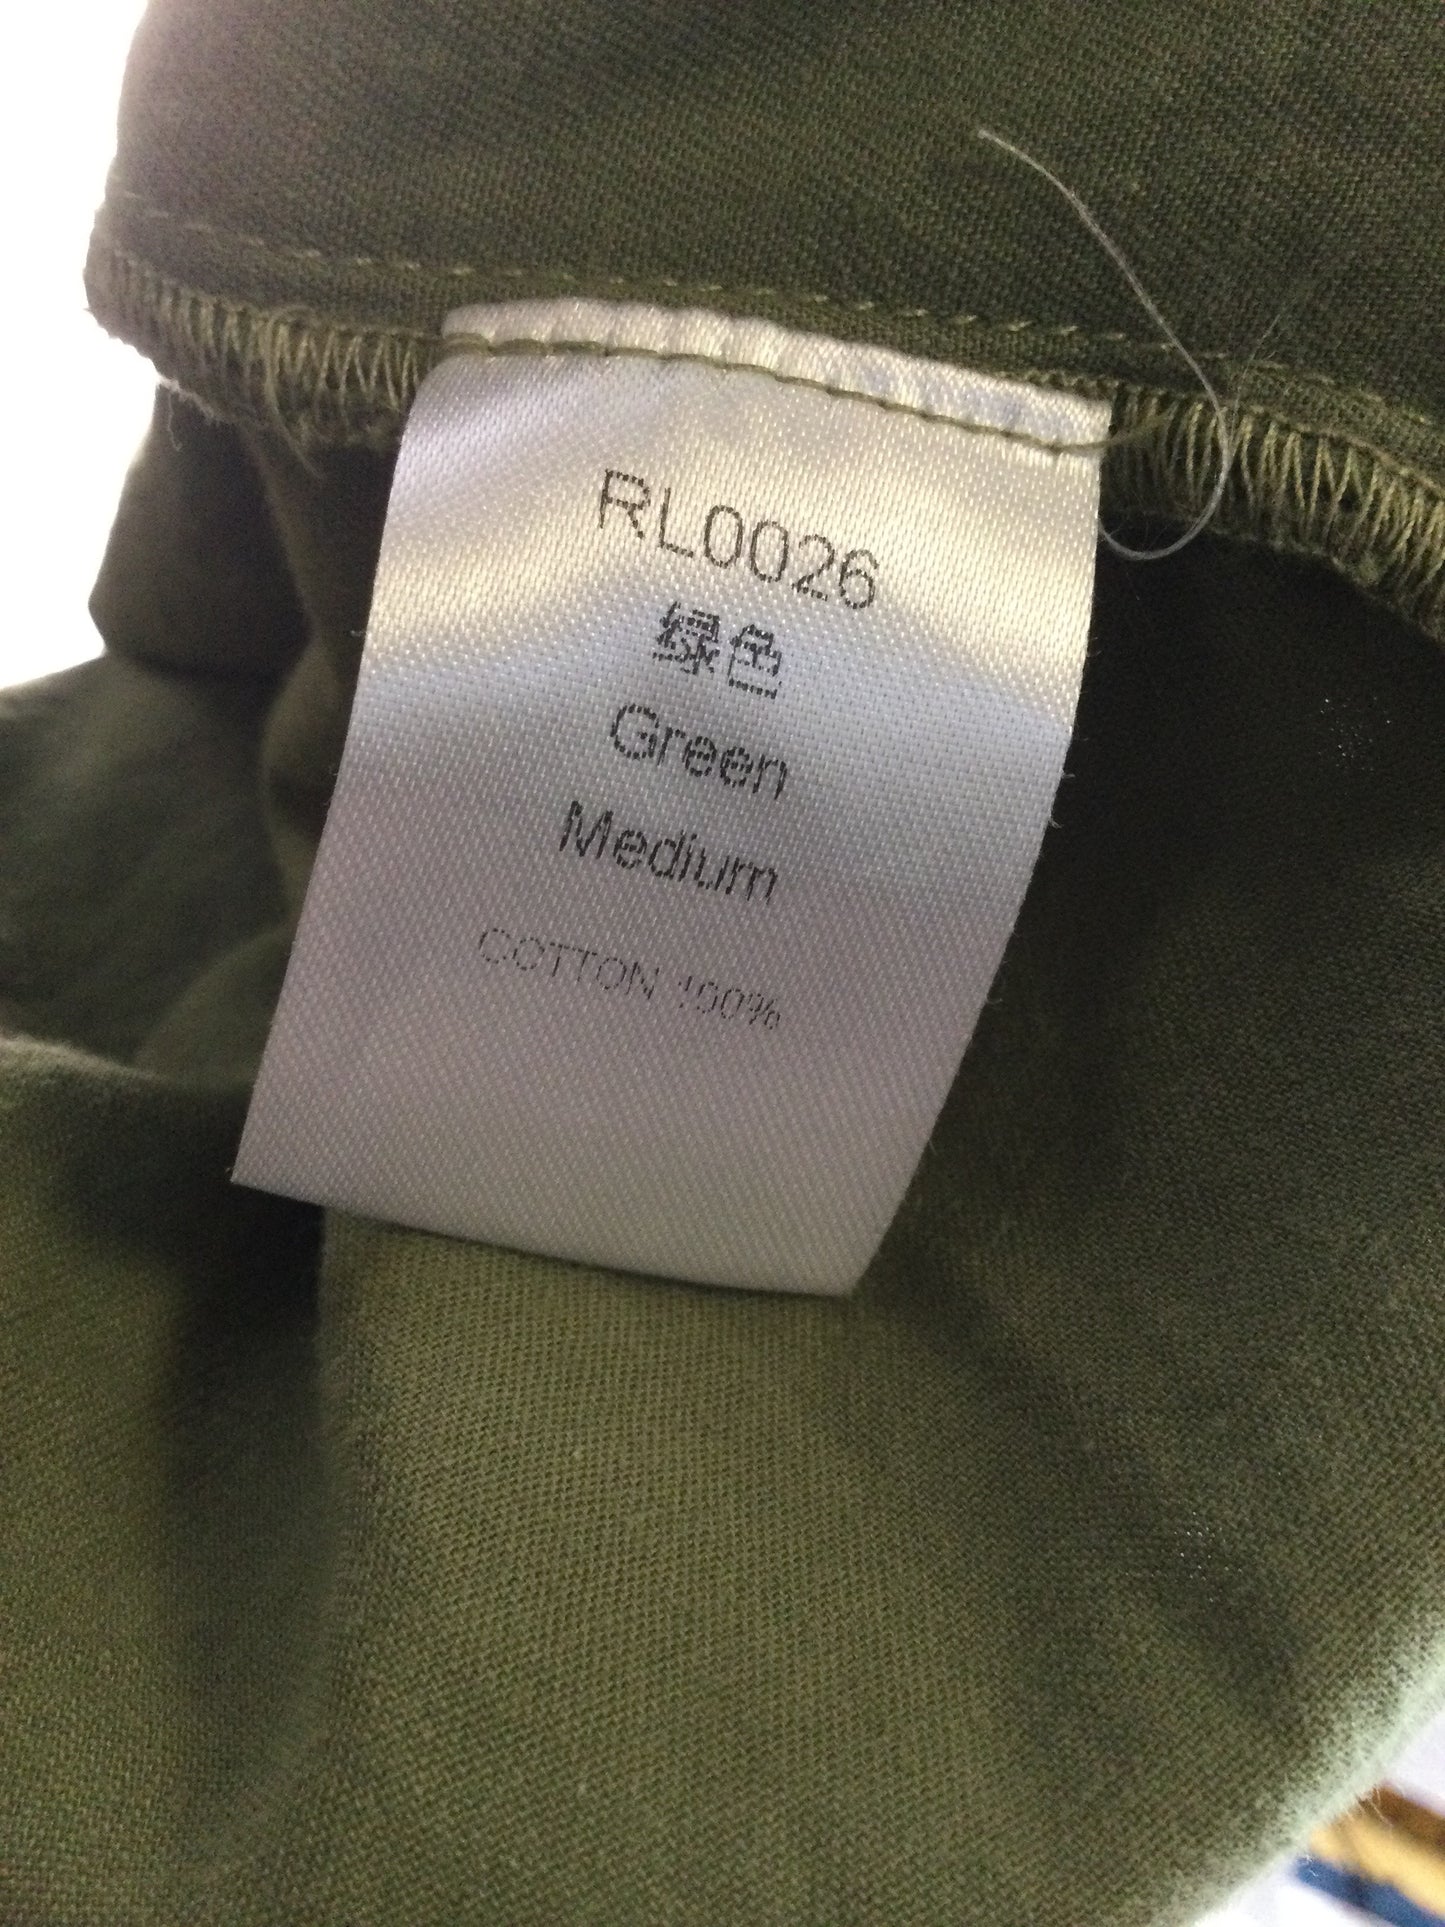 RL0026
绿色
Green
Medium
COTTON 100%